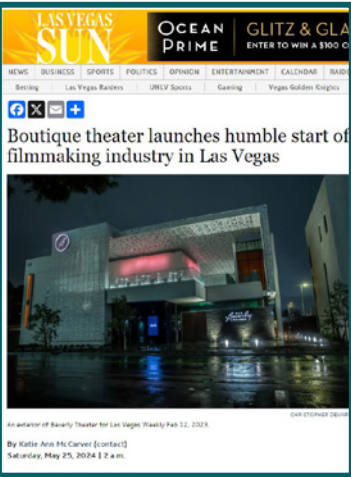 LAS VEGAS
SUN
OCEAN
PRIME
GLITZ & GLA
ENTER TO WIN A $100 G
NEWS BUSINESS SPORTS POLITICS OPINION ENTERTAINMENT CALENDAR
Betting Las Vegas Raiders UNLV Sports Gaming Vegas Golden Knights
Boutique theater launches humble start of
filmmaking industry in Las Vegas
THE
Beverly
THEATER
An exterior of Beverly Theater for Las Vegas Weekly Feb 12, 2023.
By Katie Ann McCarver (contact)
Saturday, May 25, 2024 | 2 a.m.